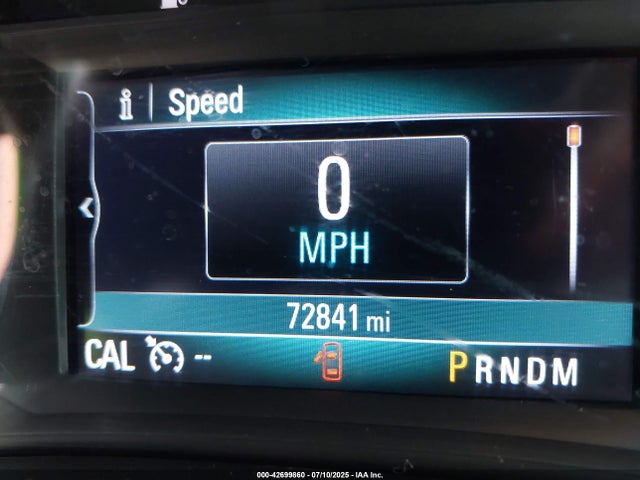 i | Speed
0
MPH
72841 mi
CAL -- PRNDM
000-42699860 - 07/10/2025 - IAA Inc.